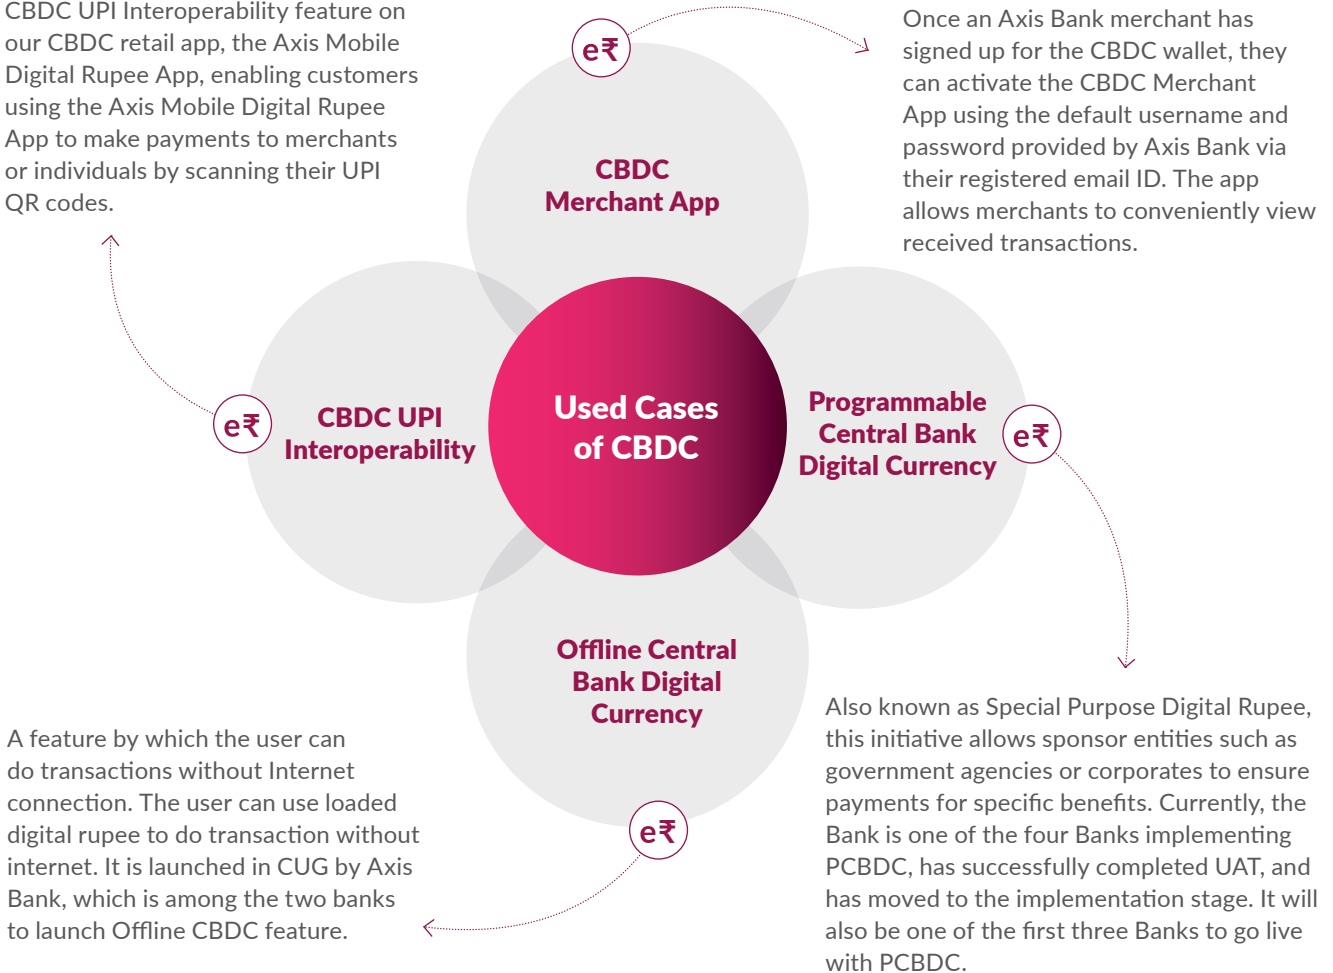 CBDC UPI Interoperability feature on
our CBDC retail app, the Axis Mobile
Digital Rupee App, enabling customers
using the Axis Mobile Digital Rupee
App to make payments to merchants
or individuals by scanning their UPI
QR codes.
e₹
Once an Axis Bank merchant has
signed up for the CBDC wallet, they
can activate the CBDC Merchant
App using the default username and
password provided by Axis Bank via
their registered email ID. The app
allows merchants to conveniently view
received transactions.
CBDC
Merchant App
e₹
CBDC UPI
Interoperability
Used Cases
of CBDC
Programmable
Central Bank
Digital Currency
e₹
Offline Central
Bank Digital
Currency
e₹
A feature by which the user can
do transactions without Internet
connection. The user can use loaded
digital rupee to do transaction without
internet. It is launched in CUG by Axis
Bank, which is among the two banks
to launch Offline CBDC feature.
Also known as Special Purpose Digital Rupee,
this initiative allows sponsor entities such as
government agencies or corporates to ensure
payments for specific benefits. Currently, the
Bank is one of the four Banks implementing
PCBDC, has successfully completed UAT, and
has moved to the implementation stage. It will
also be one of the first three Banks to go live
with PCBDC.